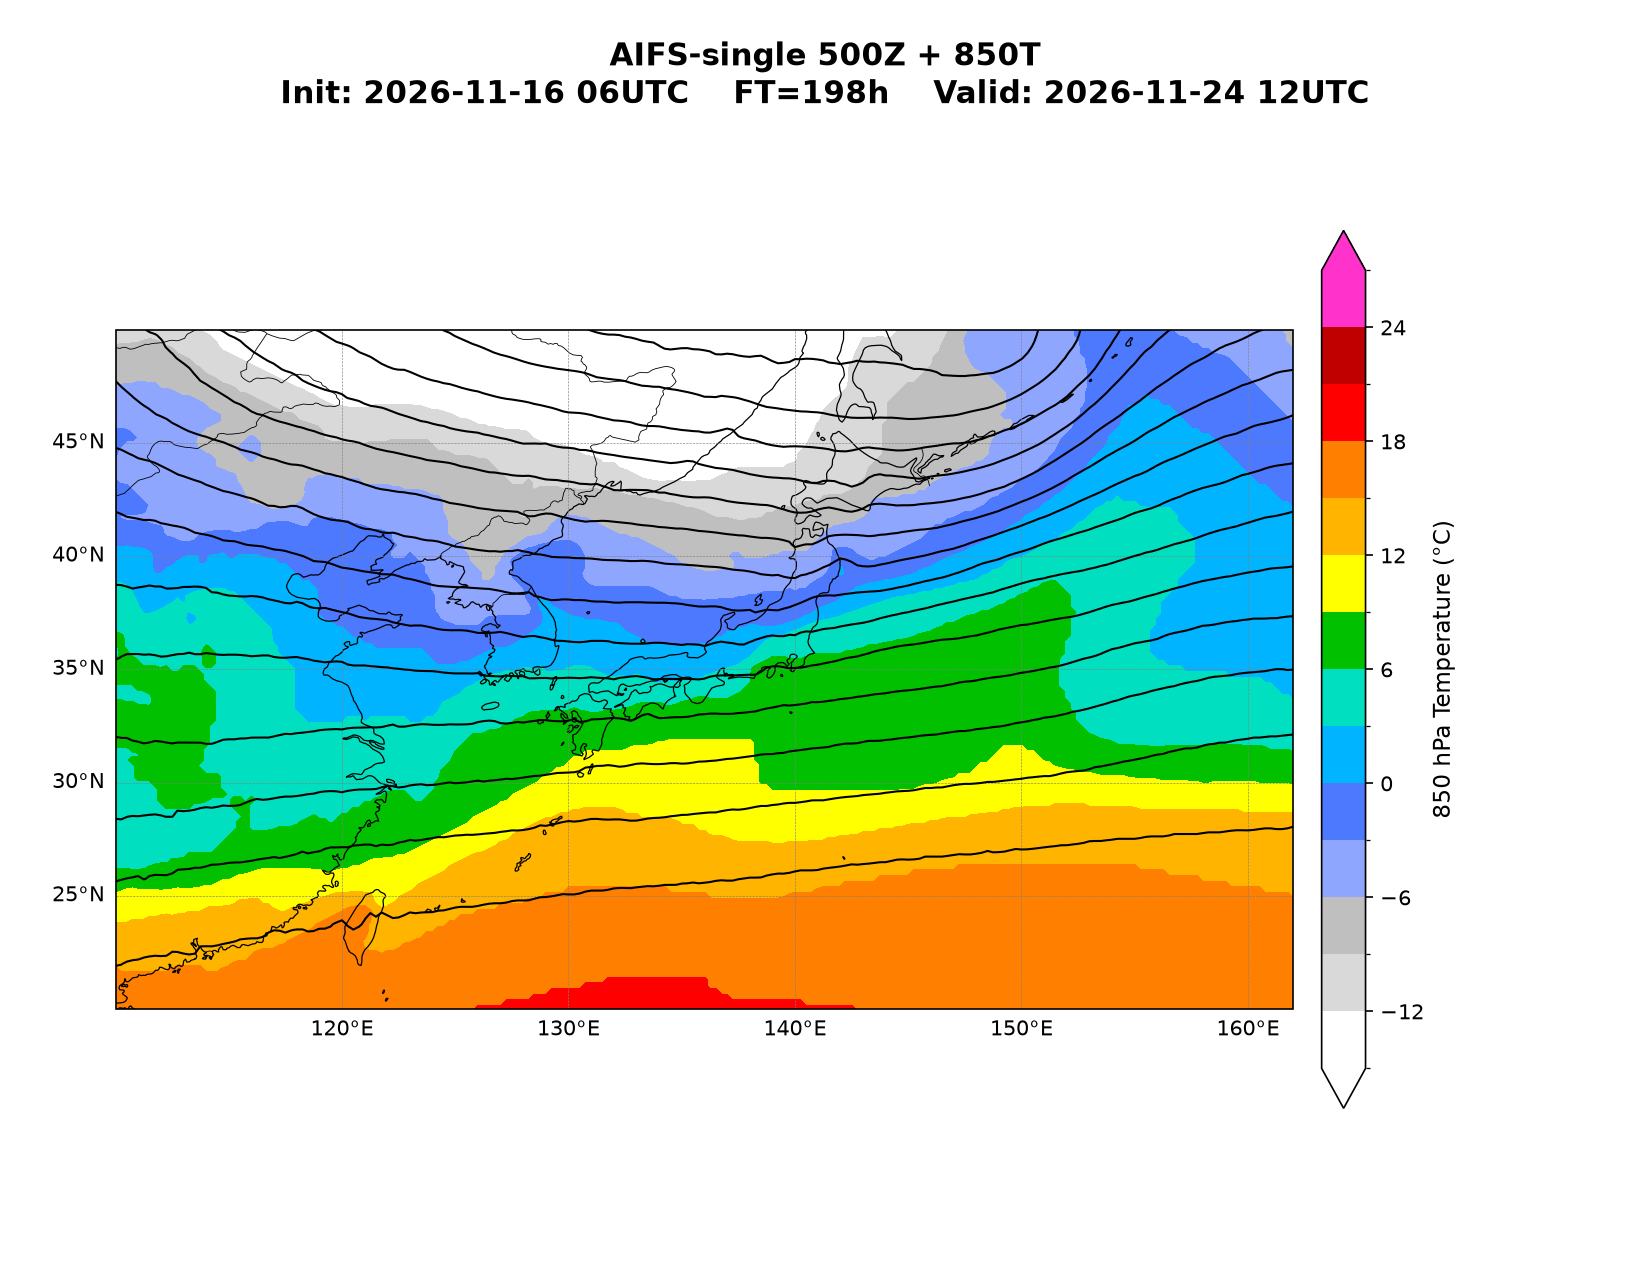 AIFS-single 500Z + 850T
Init: 2026-11-16 06UTC    FT=198h    Valid: 2026-11-24 12UTC
45°N
40°N
35°N
30°N
25°N
120°E
130°E
140°E
150°E
160°E
24
18
12
6
0
−6
−12
850 hPa Temperature (°C)